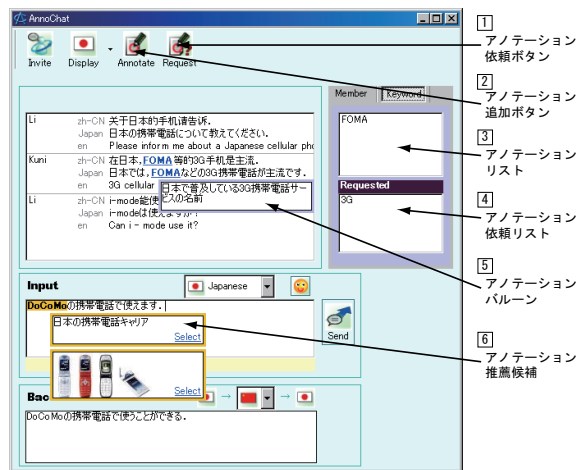 AnnoChat
Invite Display Annotate Request
Member Keyword
Li zh-CN 关于日本的手机请告诉.
Japan 日本の携帯電話について教えてください.
en Please inform me about a Japanese cellular pho
Kuni zh-CN 在日本,FOMA等的3G手机是主流.
Japan 日本では,FOMAなどの3G携帯電話が主流です.
en 3G cellular
日本で普及している3G携帯電話サー
ビスの名前
Li zh-CN i-mode能使
Japan i-modeは使えますか?
en Can i - mode use it?
FOMA
Requested
3G
Input Japanese
DoCoMoの携帯電話で使えます.
日本の携帯電話キャリア
Select
Send
Select
Bac → →
DoCoMoの携帯電話で使うことができる.
1
アノテーション
依頼ボタン
2
アノテーション
追加ボタン
3
アノテーション
リスト
4
アノテーション
依頼リスト
5
アノテーション
バルーン
6
アノテーション
推薦候補